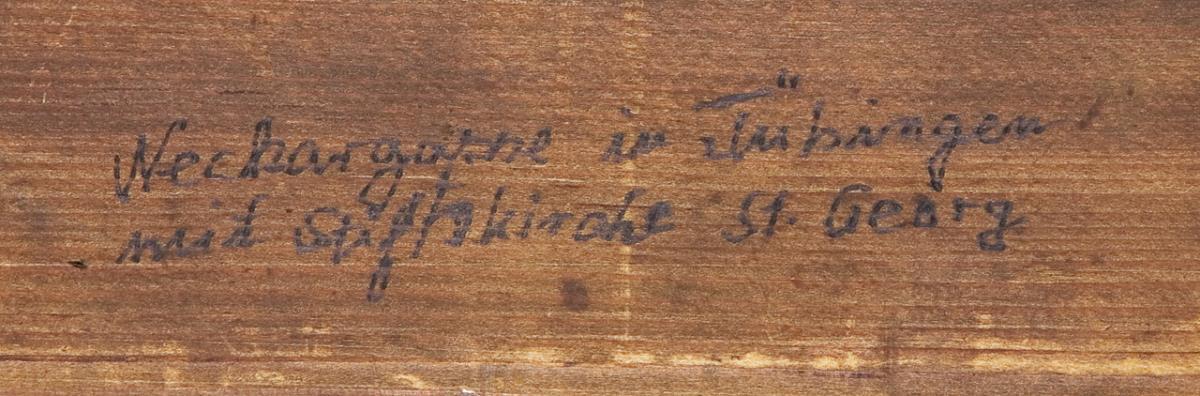 Neckargasse in Tübingen
mit Stiftskirche St. Georg